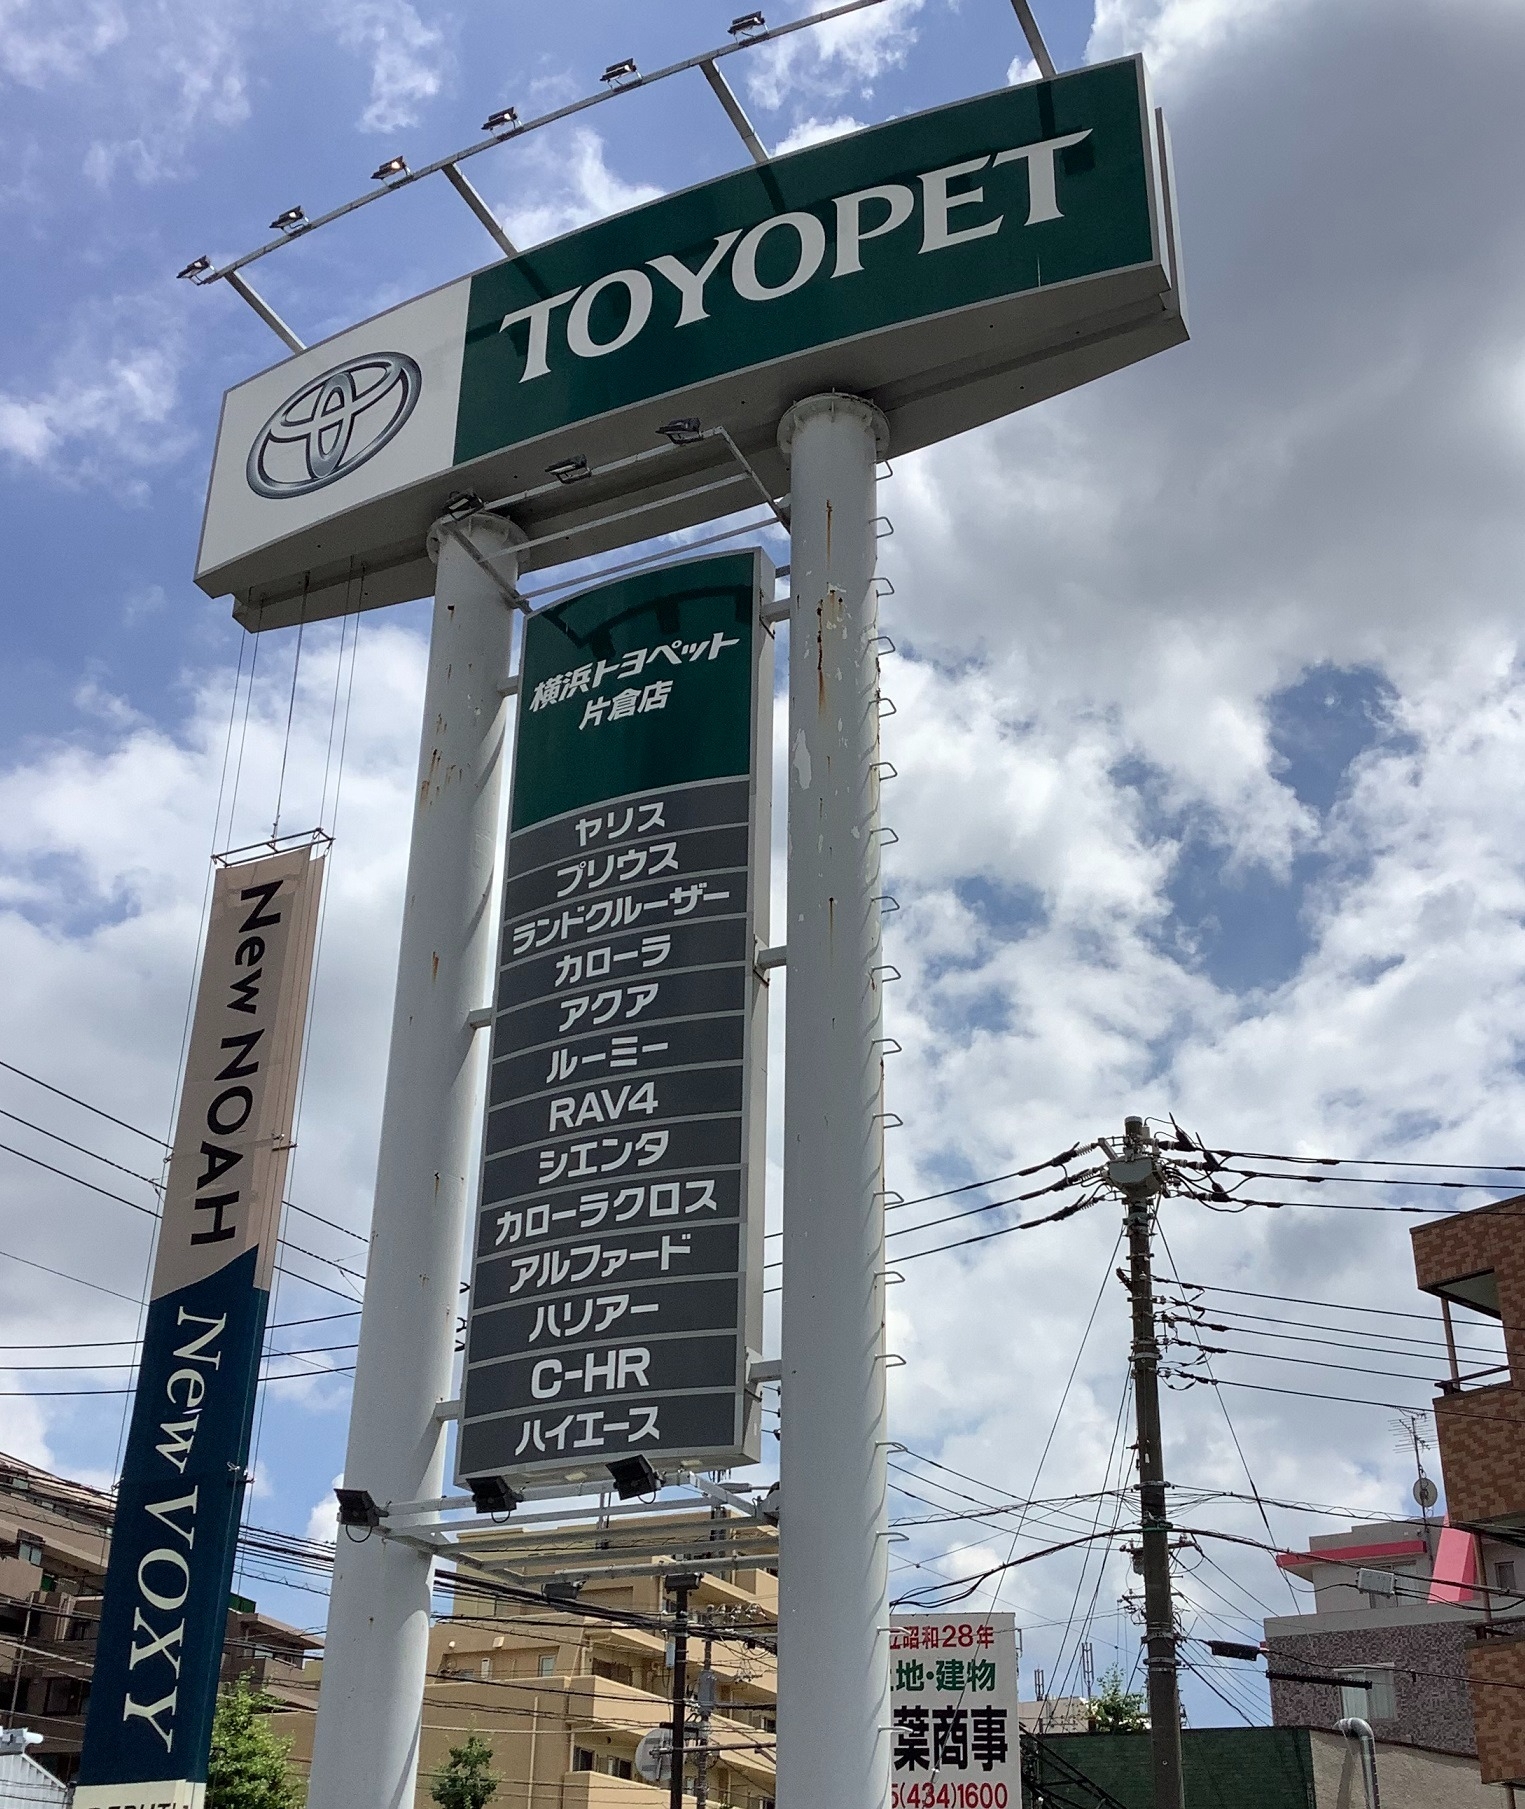 TOYOPET
横浜トヨペット
片倉店
ヤリス
プリウス
ランドクルーザー
カローラ
アクア
ルーミー
RAV4
シエンタ
カローラクロス
アルファード
ハリアー
C-HR
ハイエース
New NOAH
New VOXY
昭和28年
地・建物
葉商事
(434)1600